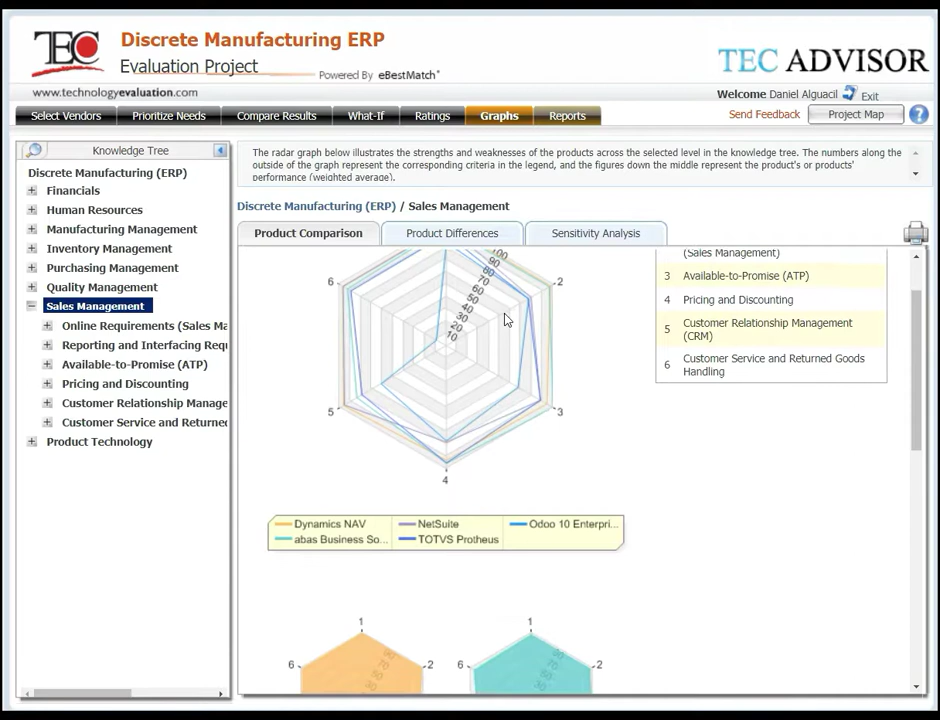 TEC
Discrete Manufacturing ERP
Evaluation Project
Powered By eBestMatch
TEC ADVISOR
www.technologyevaluation.com
Welcome Daniel Alguacil Exit
Select Vendors Prioritize Needs Compare Results What-If Ratings Graphs Reports
Send Feedback Project Map ?
Knowledge Tree
Discrete Manufacturing (ERP)
Financials
Human Resources
Manufacturing Management
Inventory Management
Purchasing Management
Quality Management
Sales Management
Online Requirements (Sales Ma
Reporting and Interfacing Requ
Available-to-Promise (ATP)
Pricing and Discounting
Customer Relationship Manage
Customer Service and Returned
Product Technology
The radar graph below illustrates the strengths and weaknesses of the products across the selected level in the knowledge tree. The numbers along the
outside of the graph represent the corresponding criteria in the legend, and the figures down the middle represent the product's or products'
performance (weighted average).
Discrete Manufacturing (ERP) / Sales Management
Product Comparison Product Differences Sensitivity Analysis
100
90
80
70
60
50
40
30
20
10
6
2
5
3
4
(Sales Management)
3 Available-to-Promise (ATP)
4 Pricing and Discounting
5 Customer Relationship Management
(CRM)
6 Customer Service and Returned Goods
Handling
Dynamics NAV NetSuite Odoo 10 Enterpri...
abas Business So... TOTVS Protheus
1 1
6 2 6 2